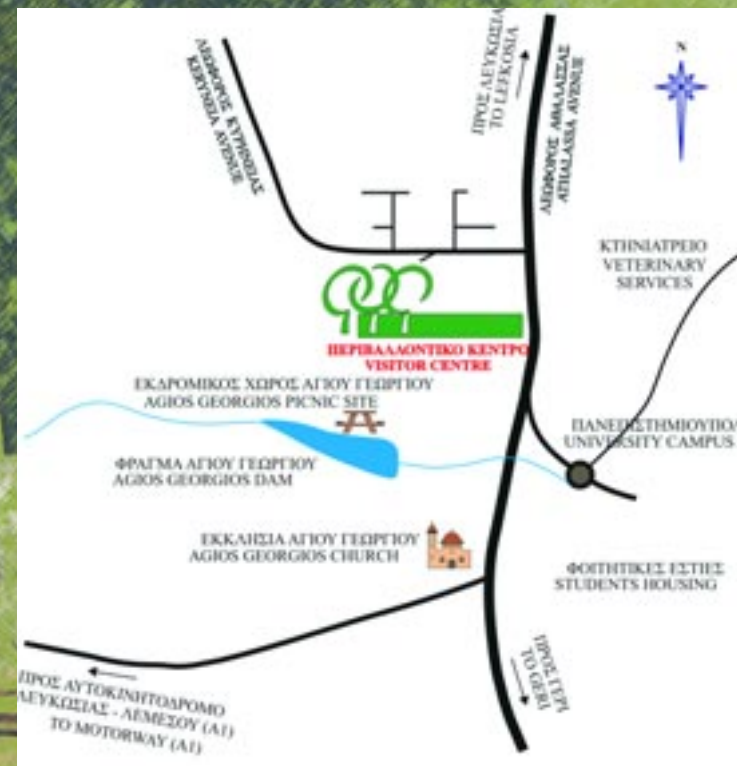 ΛΕΩΦΟΡΟΣ ΚΥΡΗΝΕΙΑΣ
KERYNEIA AVENUE
ΠΡΟΣ ΛΕΥΚΩΣΙΑ
TO LEFKOSIA
ΛΕΩΦΟΡΟΣ ΑΘΑΛΑΣΣΑΣ
ATHALASSA AVENUE
N
ΚΤΗΝΙΑΤΡΕΙΟ
VETERINARY
SERVICES
ΠΕΡΙΒΑΛΛΟΝΤΙΚΟ ΚΕΝΤΡΟ
VISITOR CENTRE
ΕΚΔΡΟΜΙΚΟΣ ΧΩΡΟΣ ΑΓΙΟΥ ΓΕΩΡΓΙΟΥ
AGIOS GEORGIOS PICNIC SITE
ΠΑΝΕΠΙΣΤΗΜΙΟΥΠΟΛ
UNIVERSITY CAMPUS
ΦΡΑΓΜΑ ΑΓΙΟΥ ΓΕΩΡΓΙΟΥ
AGIOS GEORGIOS DAM
ΕΚΚΛΗΣΙΑ ΑΓΙΟΥ ΓΕΩΡΓΙΟΥ
AGIOS GEORGIOS CHURCH
ΦΟΙΤΗΤΙΚΕΣ ΕΣΤΙΕΣ
STUDENTS HOUSING
ΠΡΟΣ ΓΕΡΙ
TO GERI
ΠΡΟΣ ΑΥΤΟΚΙΝΗΤΟΔΡΟΜΟ
ΛΕΥΚΩΣΙΑΣ - ΛΕΜΕΣΟΥ (A1)
TO MOTORWAY (A1)